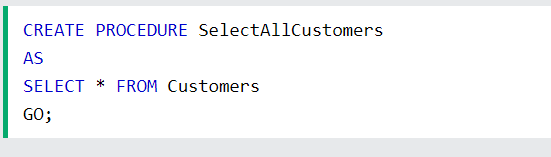 CREATE PROCEDURE SelectAllCustomers
AS
SELECT * FROM Customers
GO;